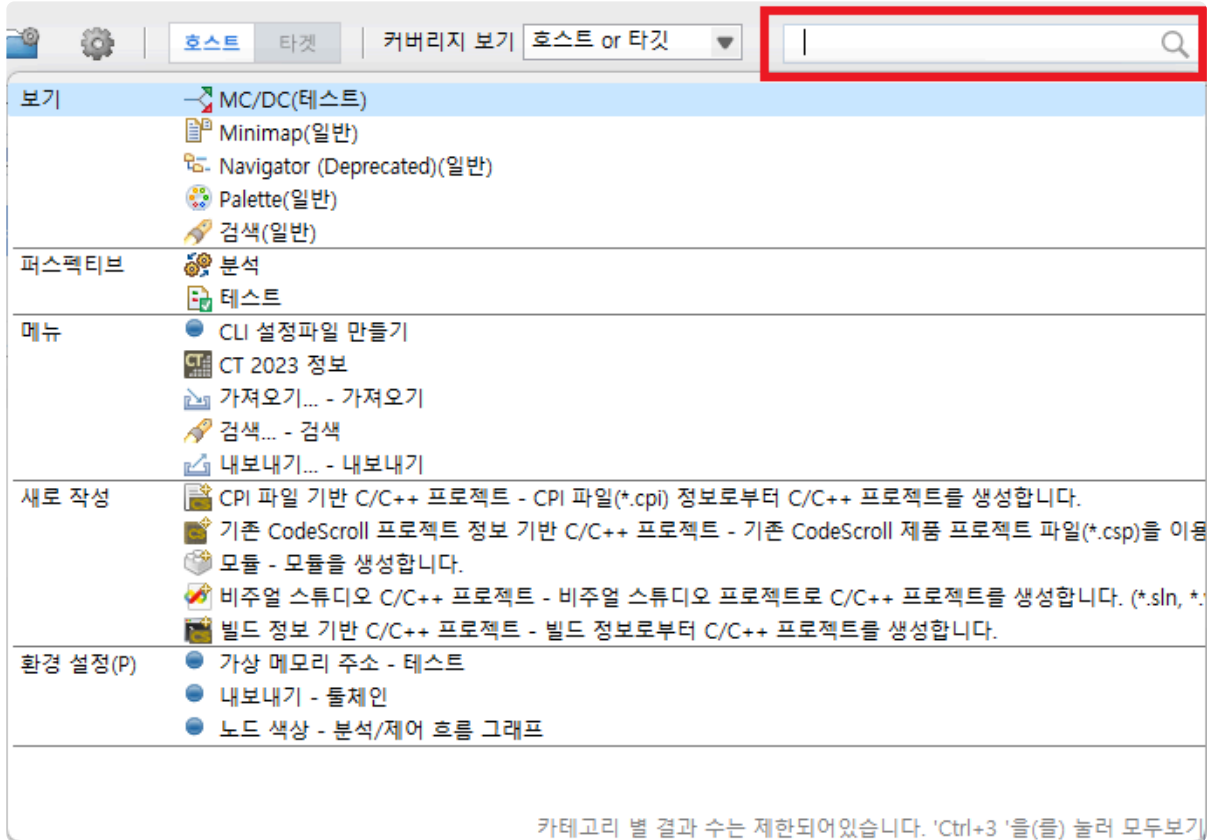 호스트 타겟 커버리지 보기 호스트 or 타깃
보기 MC/DC(테스트)
Minimap(일반)
Navigator (Deprecated)(일반)
Palette(일반)
검색(일반)
퍼스펙티브 분석
테스트
메뉴 CLI 설정파일 만들기
CT 2023 정보
가져오기... - 가져오기
검색... - 검색
내보내기... - 내보내기
새로 작성 CPI 파일 기반 C/C++ 프로젝트 - CPI 파일(*.cpi) 정보로부터 C/C++ 프로젝트를 생성합니다.
기존 CodeScroll 프로젝트 정보 기반 C/C++ 프로젝트 - 기존 CodeScroll 제품 프로젝트 파일(*.csp)을 이용
모듈 - 모듈을 생성합니다.
비주얼 스튜디오 C/C++ 프로젝트 - 비주얼 스튜디오 프로젝트로 C/C++ 프로젝트를 생성합니다. (*.sln, *.
빌드 정보 기반 C/C++ 프로젝트 - 빌드 정보로부터 C/C++ 프로젝트를 생성합니다.
환경 설정(P) 가상 메모리 주소 - 테스트
내보내기 - 툴체인
노드 색상 - 분석/제어 흐름 그래프
카테고리 별 결과 수는 제한되어있습니다. 'Ctrl+3 '을(를) 눌러 모두보기